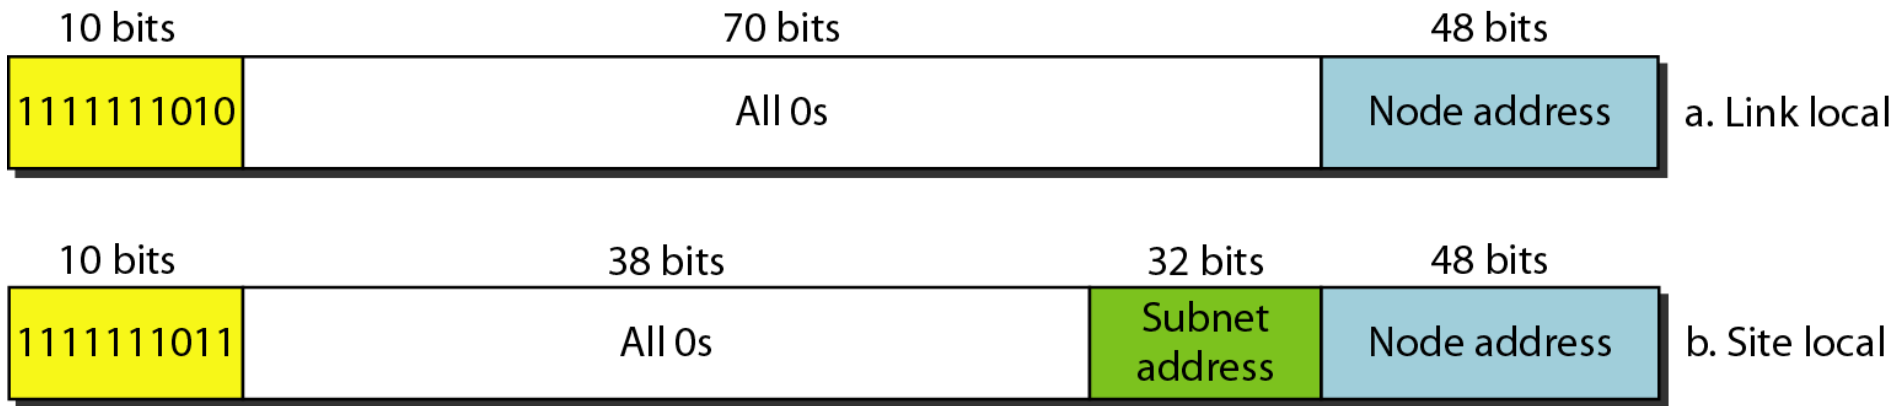 10 bits 70 bits 48 bits
1111111010 All 0s Node address a. Link local
10 bits 38 bits 32 bits 48 bits
1111111011 All 0s Subnet address Node address b. Site local